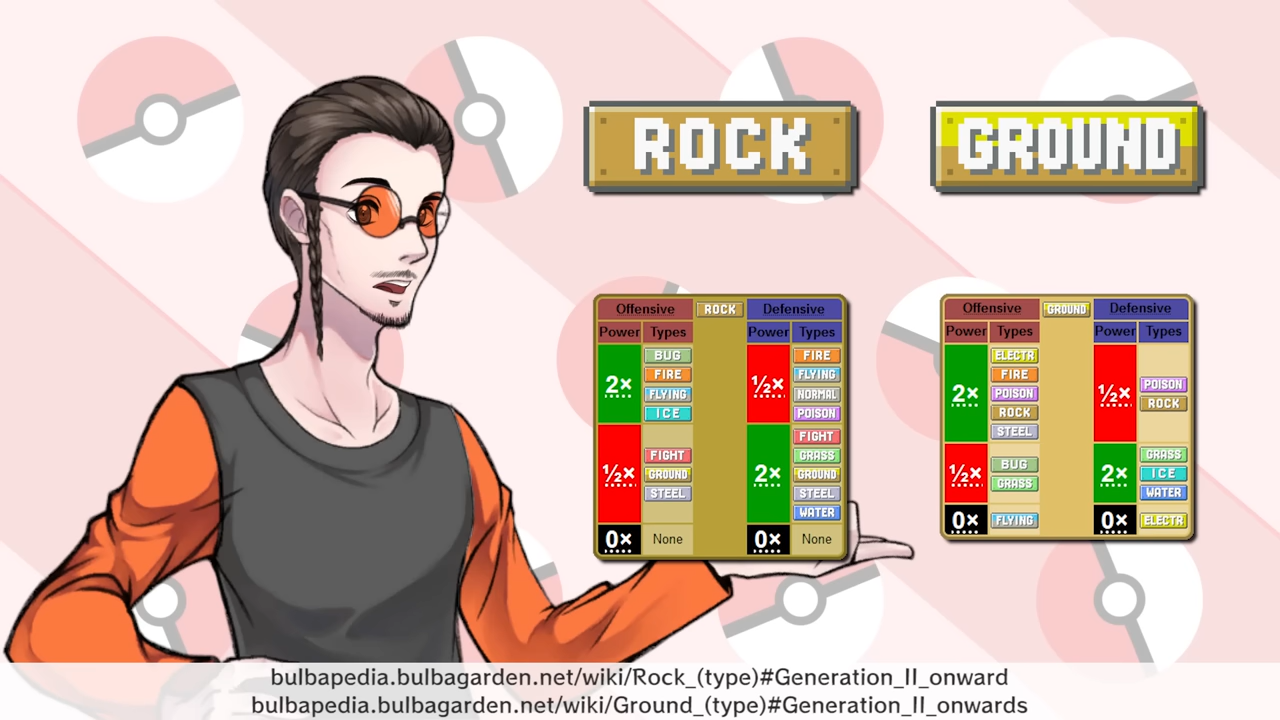 ROCK
GROUND
Offensive ROCK Defensive
Power Types Power Types
2×
BUG
FIRE
FLYING
ICE
½×
FIGHT
GROUND
STEEL
0×
None
½×
FIRE
FLYING
NORMAL
POISON
2×
FIGHT
GRASS
GROUND
STEEL
WATER
0×
None
Offensive GROUND Defensive
Power Types Power Types
2×
ELECTR
FIRE
POISON
ROCK
STEEL
½×
BUG
GRASS
0×
FLYING
½×
POISON
ROCK
2×
GRASS
ICE
WATER
0×
ELECTR
bulbapedia.bulbagarden.net/wiki/Rock_(type)#Generation_II_onward
bulbapedia.bulbagarden.net/wiki/Ground_(type)#Generation_II_onwards